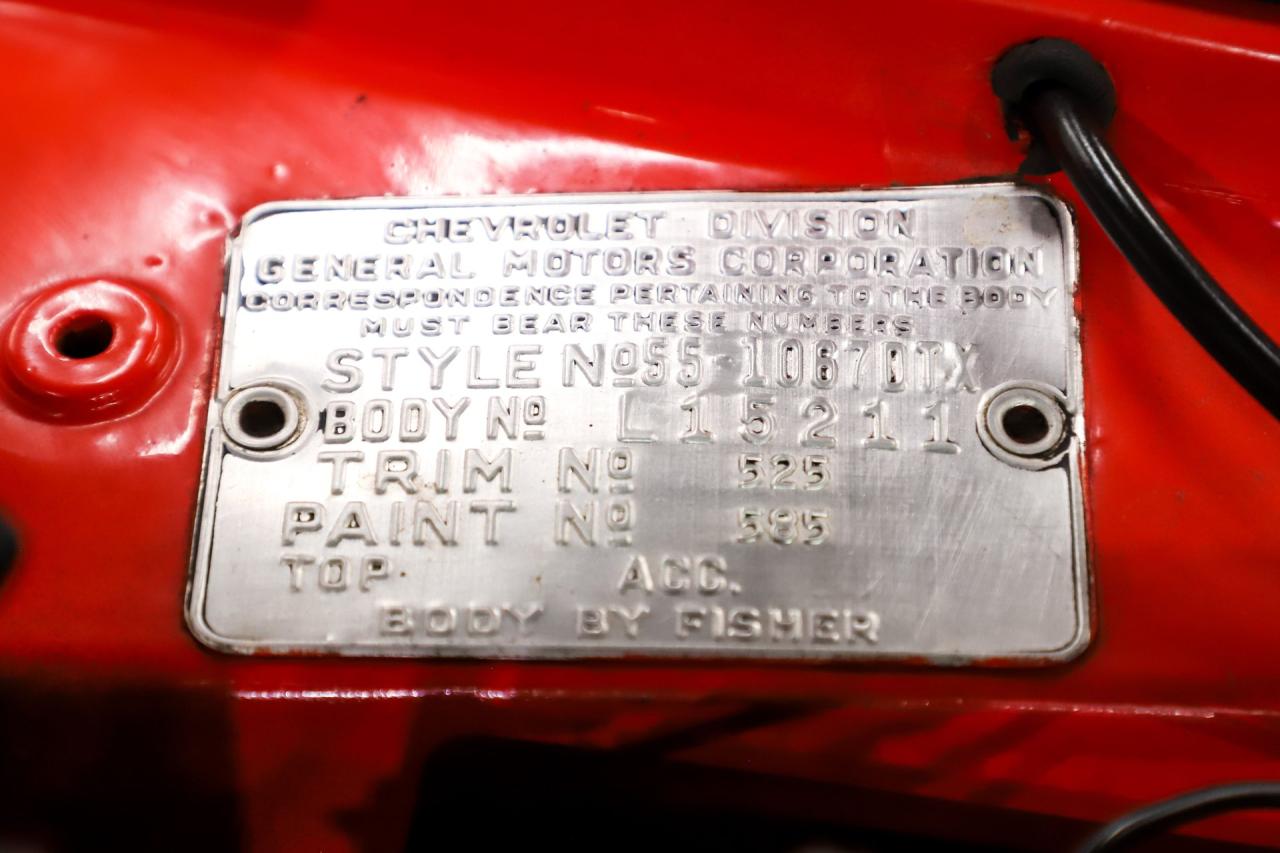 CHEVROLET DIVISION
GENERAL MOTORS CORPORATION
CORRESPONDENCE PERTAINING TO THE BODY
MUST BEAR THESE NUMBERS
STYLE Nº 55-1067DTX
BODY Nº L 15211
TRIM Nº 525
PAINT Nº 585
TOP ACC.
BODY BY FISHER